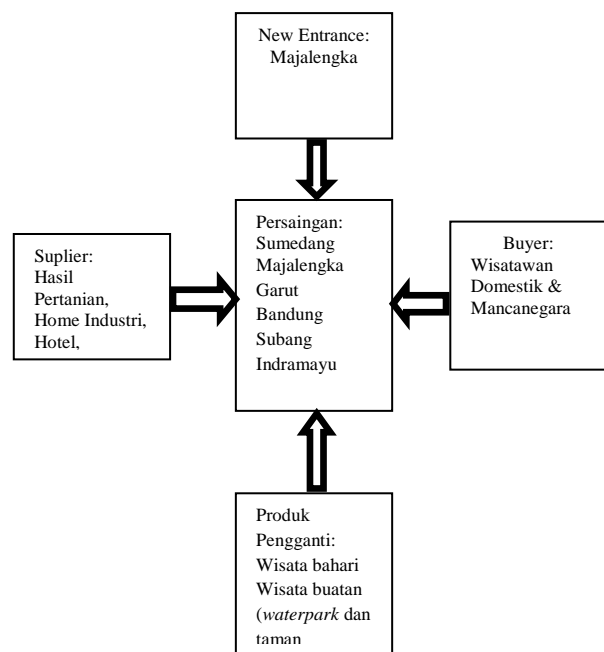 New Entrance:
Majalengka
Persaingan:
Sumedang
Majalengka
Garut
Bandung
Subang
Indramayu
Suplier:
Hasil
Pertanian,
Home Industri,
Hotel,
Buyer:
Wisatawan
Domestik &
Mancanegara
Produk
Pengganti:
Wisata bahari
Wisata buatan
(waterpark dan
taman